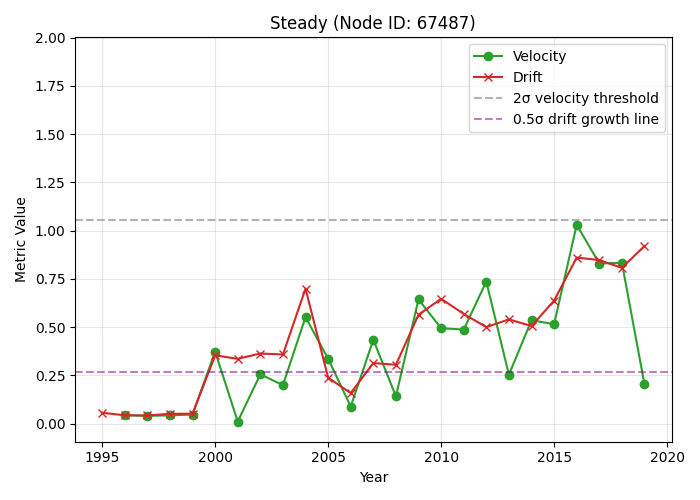 Steady (Node ID: 67487)
2.00
1.75
1.50
1.25
1.00
0.75
0.50
0.25
0.00
Metric Value
Velocity
Drift
2σ velocity threshold
0.5σ drift growth line
1995
2000
2005
2010
2015
2020
Year